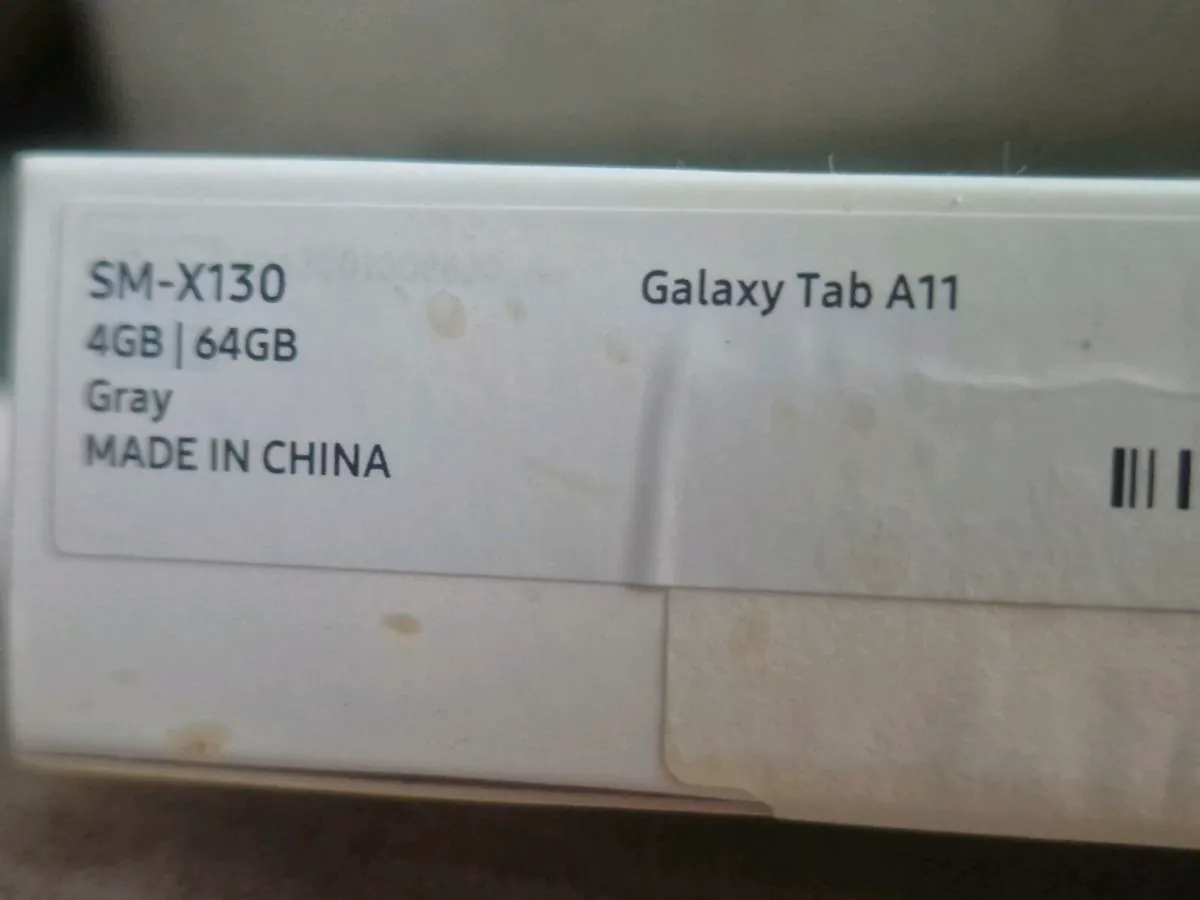 SM-X130
Galaxy Tab A11
4GB | 64GB
Gray
MADE IN CHINA